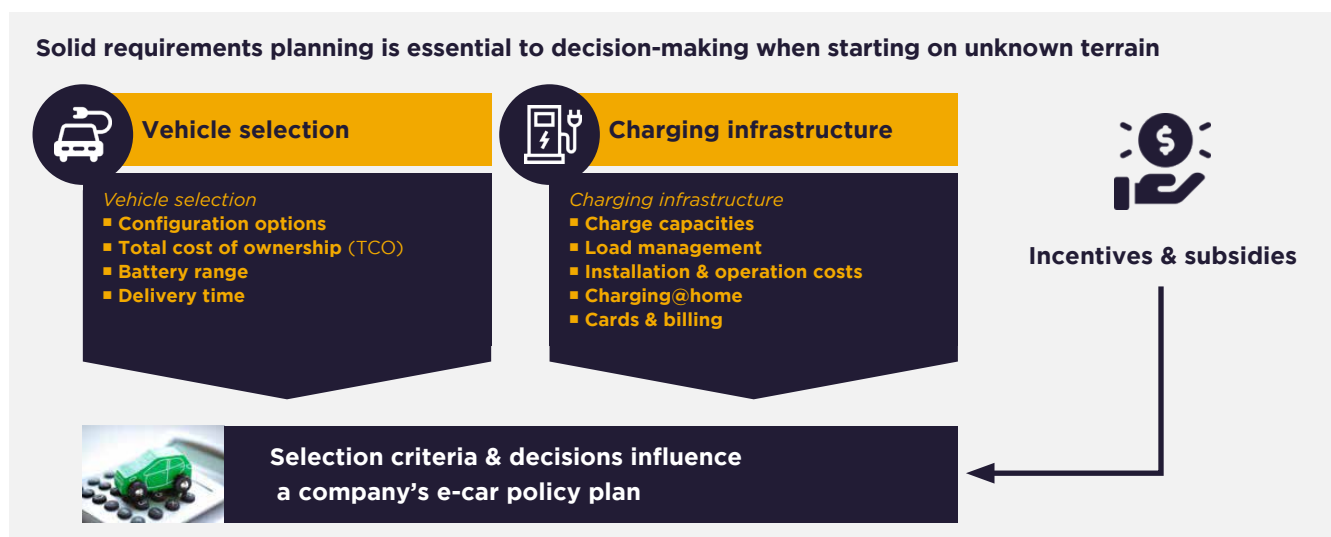 Solid requirements planning is essential to decision-making when starting on unknown terrain
Vehicle selection
Vehicle selection
▪ Configuration options
▪ Total cost of ownership (TCO)
▪ Battery range
▪ Delivery time
Charging infrastructure
Charging infrastructure
▪ Charge capacities
▪ Load management
▪ Installation & operation costs
▪ Charging@home
▪ Cards & billing
$
Incentives & subsidies
Selection criteria & decisions influence
a company’s e-car policy plan